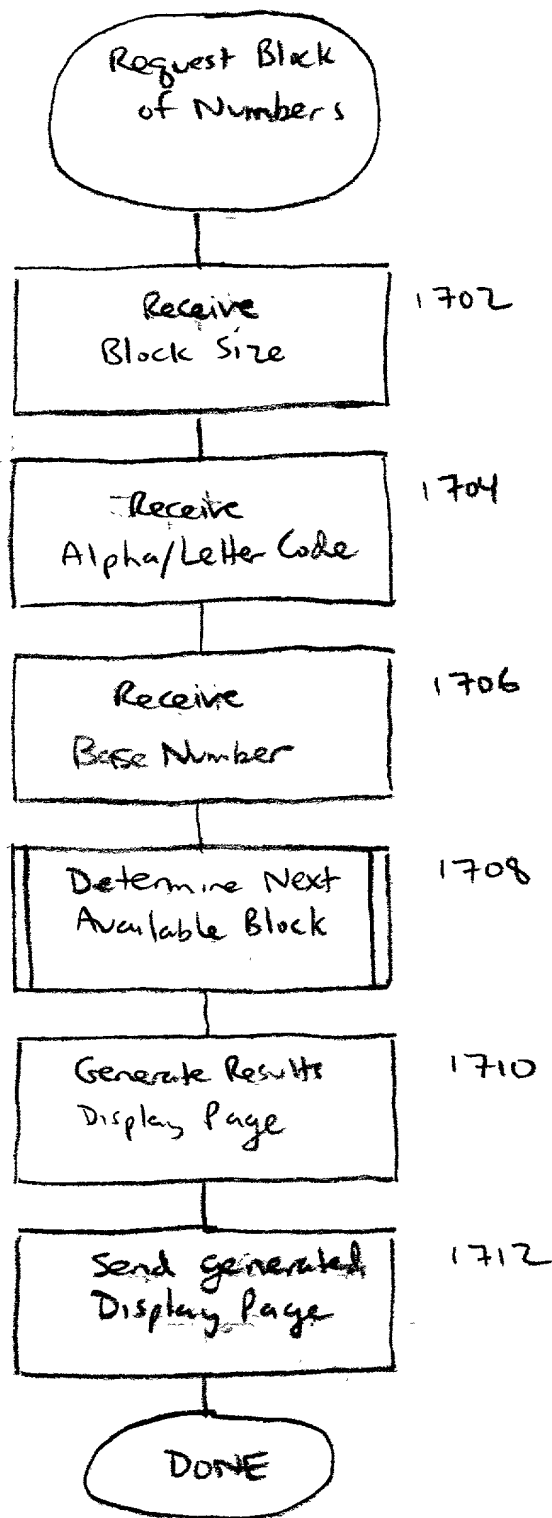 Request Block
of Numbers
Receive
Block Size
1702
Receive
Alpha/Letter Code
1704
Receive
Base Number
1706
Determine Next
Available Block
1708
Generate Results
Display Page
1710
Send generated
Display Page
1712
DONE